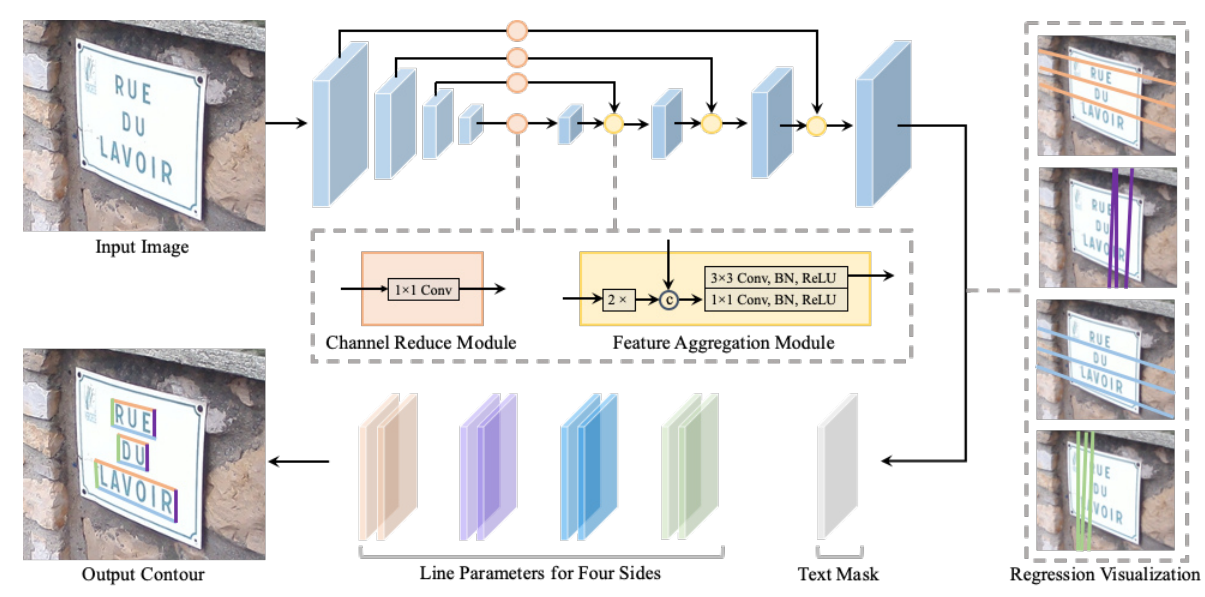 RUE
DU
LAVOIR
Input Image
1×1 Conv
Channel Reduce Module
2 ×
c
3×3 Conv, BN, ReLU
1×1 Conv, BN, ReLU
Feature Aggregation Module
RUE
DU
LAVOIR
Output Contour
Line Parameters for Four Sides
Text Mask
RUE
DU
LAVOIR
RUE
DU
LAVOIR
RUE
DU
LAVOIR
RUE
DU
LAVOIR
Regression Visualization